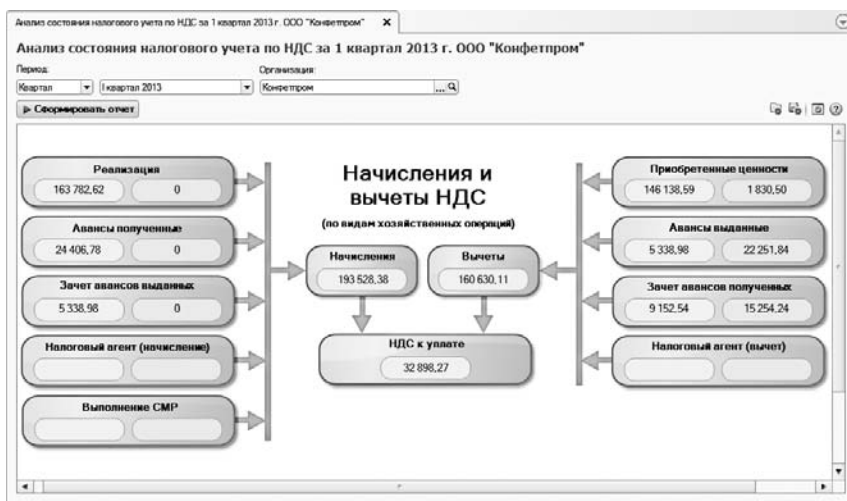 Анализ состояния налогового учета по НДС за 1 квартал 2013 г. ООО "Конфетпром"
Анализ состояния налогового учета по НДС за 1 квартал 2013 г. ООО "Конфетпром"
Период: Организация:
Квартал I квартал 2013 Конфетпром ...
Сформировать отчет
Начисления и
вычеты НДС
(по видам хозяйственных операций)
Реализация
163 782,62 0
Авансы полученные
24 406,78 0
Зачет авансов выданных
5 338,98 0
Налоговый агент (начисление)
Выполнение СМР
Начисления
193 528,38
Вычеты
160 630,11
НДС к уплате
32 898,27
Приобретенные ценности
146 138,59 1 830,50
Авансы выданные
5 338,98 22 251,84
Зачет авансов полученных
9 152,54 15 254,24
Налоговый агент (вычет)